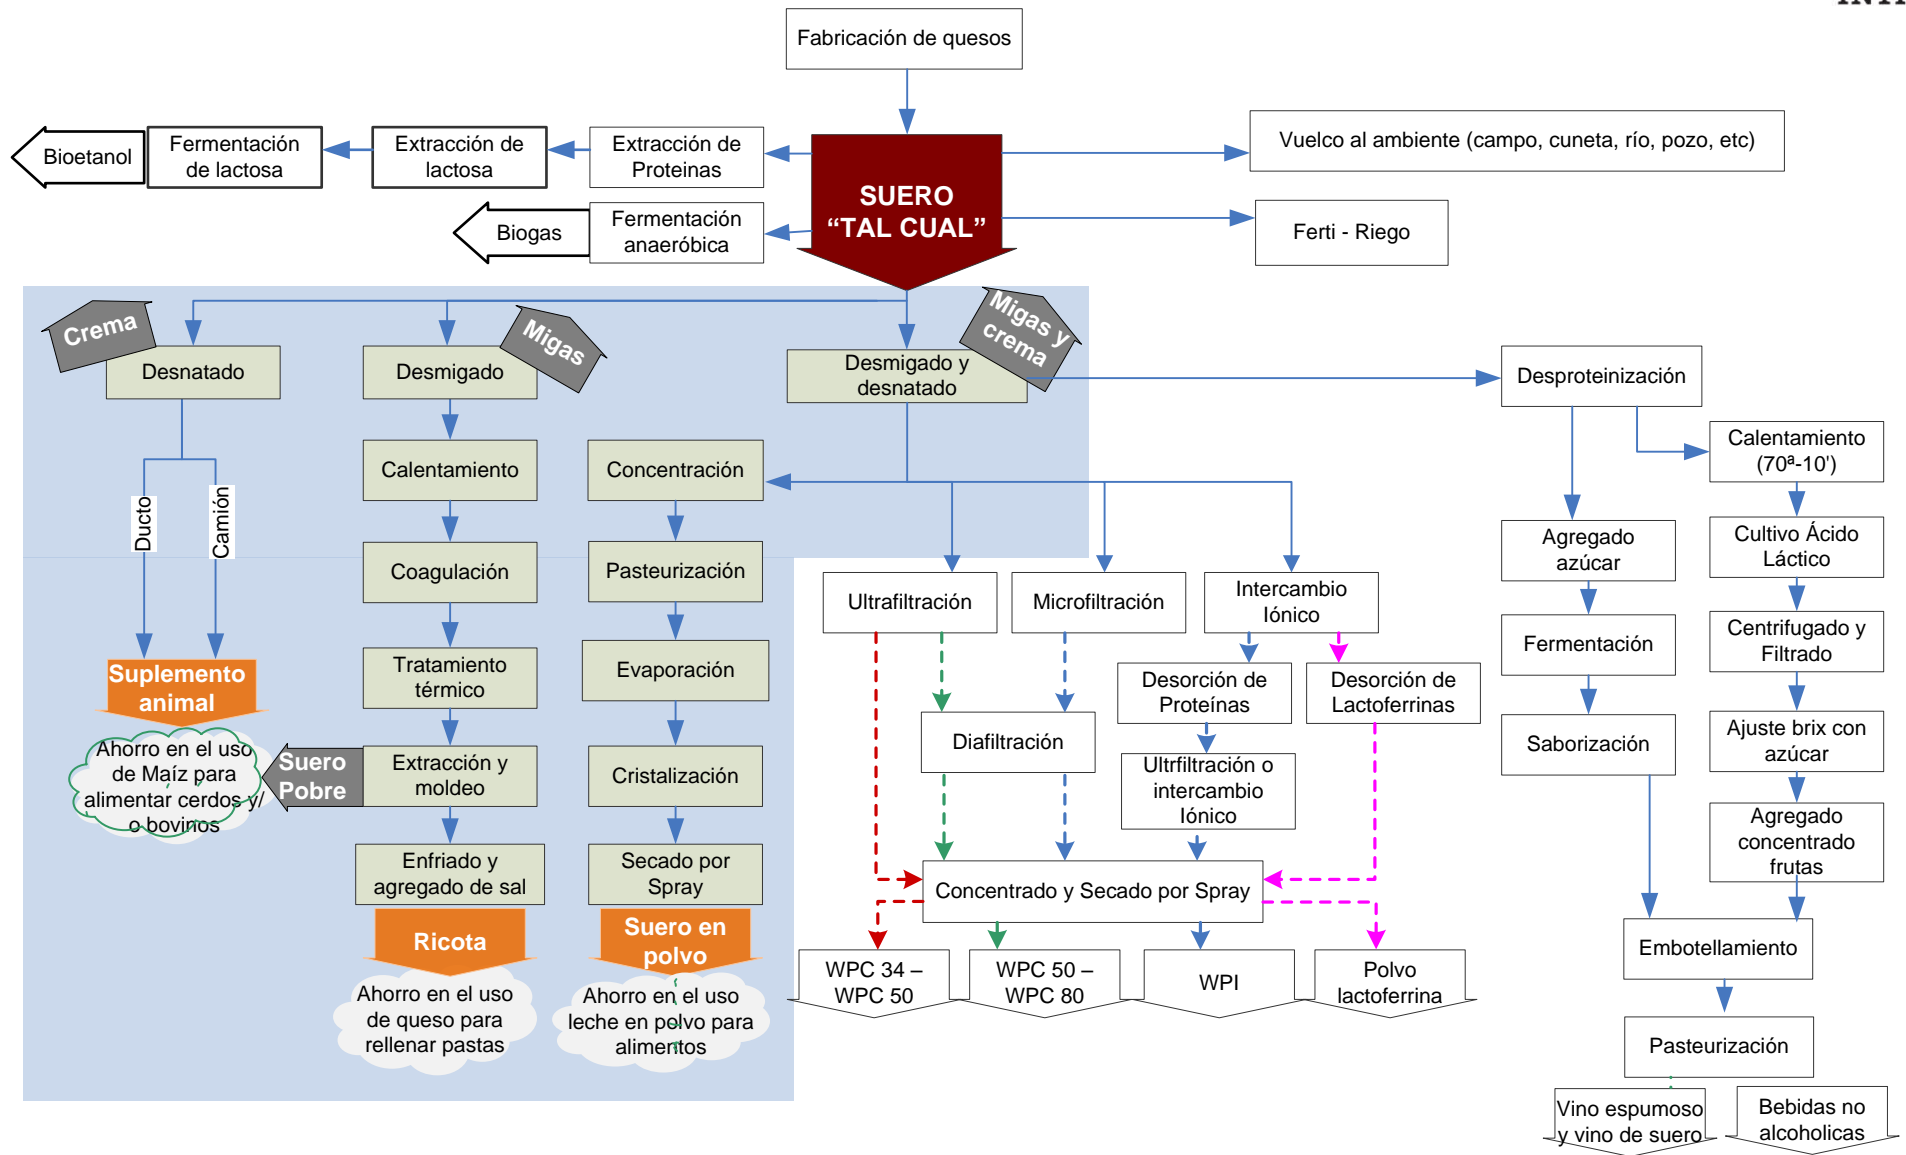 Fabricación de quesos
Bioetanol
Fermentación
de lactosa
Extracción de
lactosa
Extracción de
Proteinas
SUERO
“TAL CUAL”
Vuelco al ambiente (campo, cuneta, río, pozo, etc)
Biogas
Fermentación
anaeróbica
Ferti - Riego
Crema
Migas
Migas y
crema
Desnatado
Desmigado
Desmigado y
desnatado
Desproteinización
Ducto
Camión
Calentamiento
Concentración
Calentamiento
(70ª-10')
Coagulación
Pasteurización
Ultrafiltración
Microfiltración
Intercambio
Iónico
Agregado
azúcar
Cultivo Ácido
Láctico
Suplemento
animal
Tratamiento
térmico
Evaporación
Desorción de
Proteínas
Desorción de
Lactoferrinas
Fermentación
Centrifugado y
Filtrado
Ahorro en el uso
de Maíz para
alimentar cerdos y/
o bovinos
Suero
Pobre
Extracción y
moldeo
Cristalización
Diafiltración
Ultrfiltración o
intercambio
Iónico
Saborización
Ajuste brix con
azúcar
Enfriado y
agregado de sal
Secado por
Spray
Concentrado y Secado por Spray
Agregado
concentrado
frutas
Ricota
Suero en
polvo
WPC 34 –
WPC 50
WPC 50 –
WPC 80
WPI
Polvo
lactoferrina
Embotellamiento
Ahorro en el uso
de queso para
rellenar pastas
Ahorro en el uso
leche en polvo para
alimentos
Pasteurización
Vino espumoso
y vino de suero
Bebidas no
alcoholicas